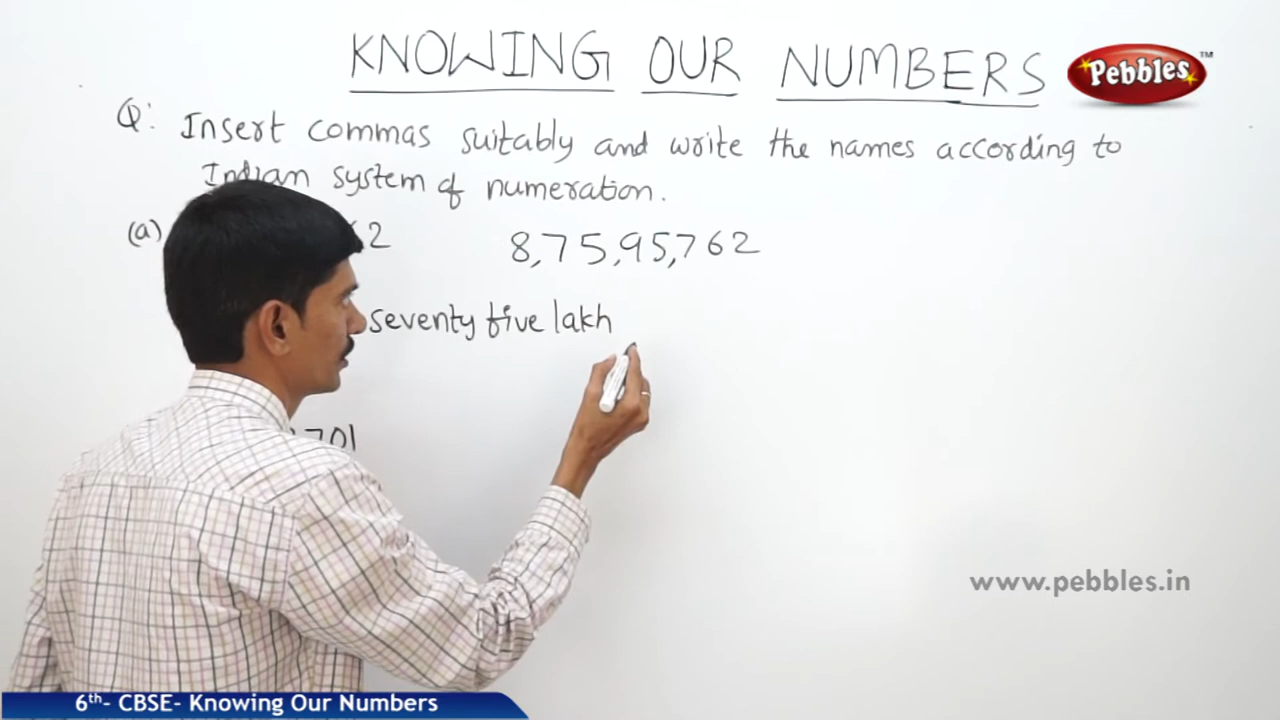 KNOWING OUR NUMBERS
Pebbles™
Q: Insert commas suitably and write the names according to
Indian system of numeration.
(a) 2 8,75,95,762
seventy five lakh
701
www.pebbles.in
6th- CBSE- Knowing Our Numbers